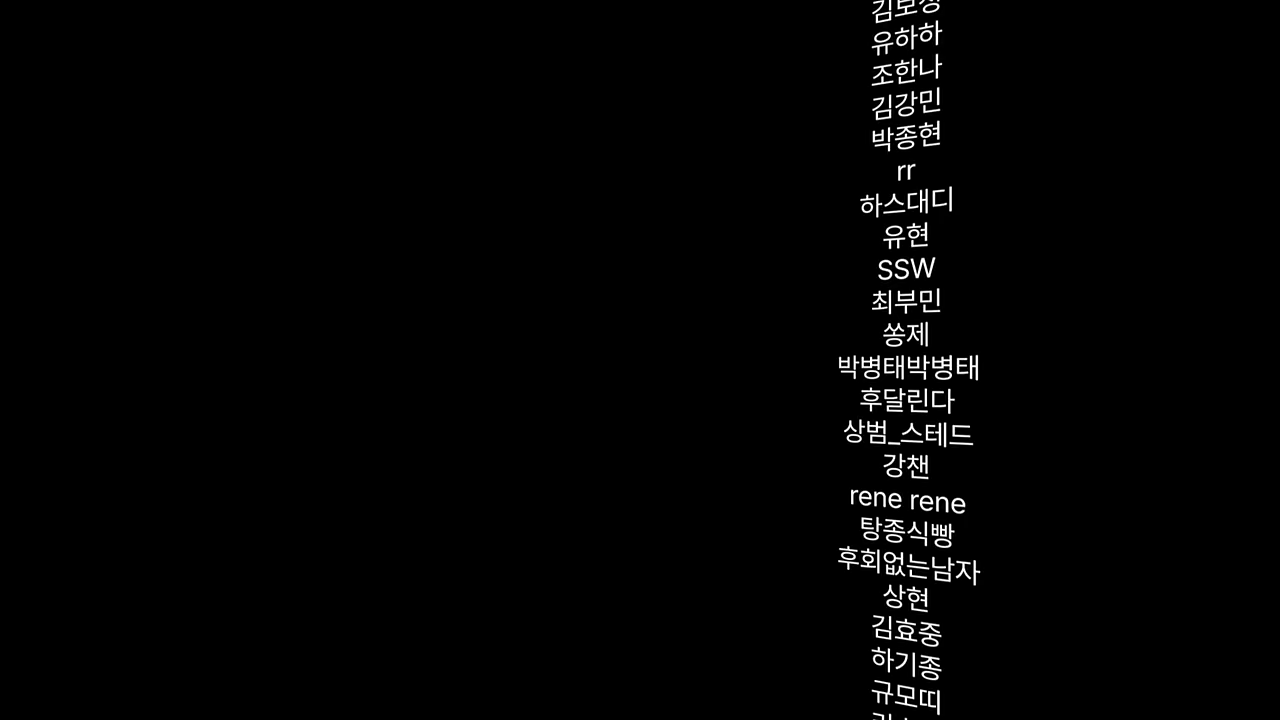 유하하
조한나
김강민
박종현
rr
하스대디
유현
SSW
최부민
쏭제
박병태박병태
후달린다
상범_스테드
강챈
rene rene
탕종식빵
후회없는남자
상현
김효중
하기종
규모띠